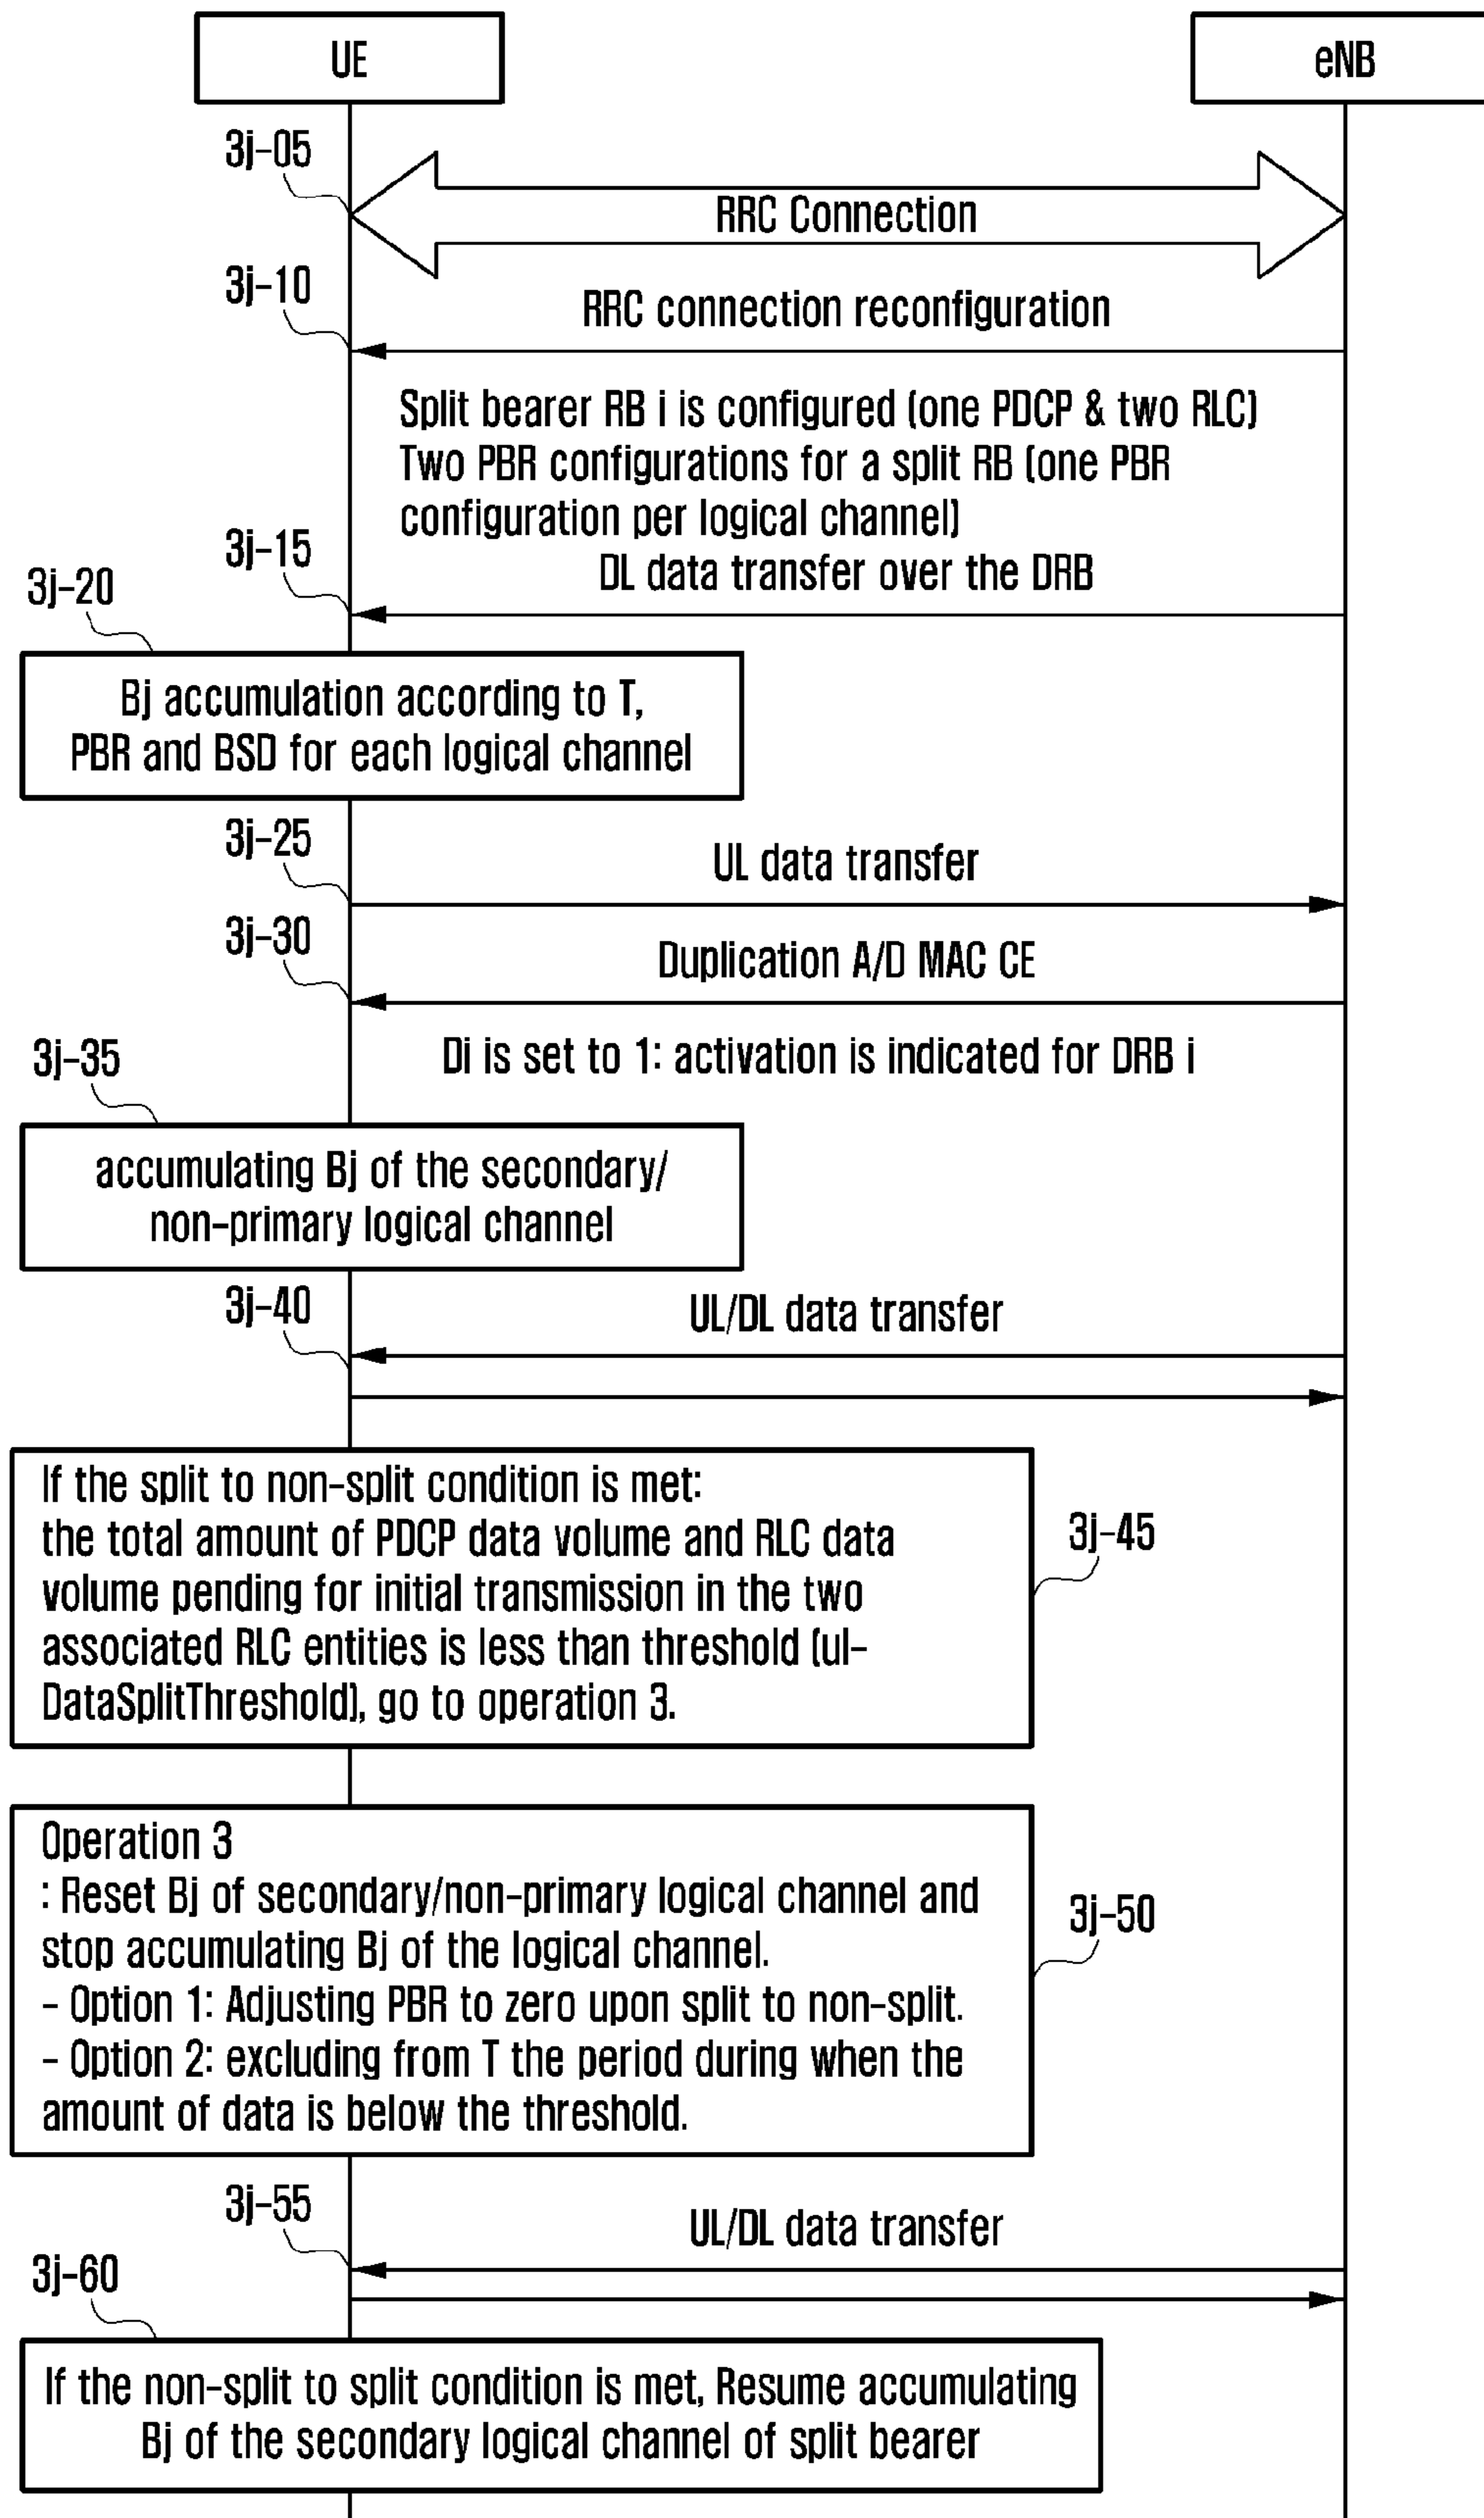 UE
eNB
3j-05
RRC Connection
3j-10
RRC connection reconfiguration
Split bearer RB i is configured (one PDCP & two RLC)
Two PBR configurations for a split RB (one PBR
configuration per logical channel)
3j-15
DL data transfer over the DRB
3j-20
Bj accumulation according to T,
PBR and BSD for each logical channel
3j-25
UL data transfer
3j-30
Duplication A/D MAC CE
Di is set to 1: activation is indicated for DRB i
3j-35
accumulating Bj of the secondary/
non-primary logical channel
3j-40
UL/DL data transfer
If the split to non-split condition is met:
the total amount of PDCP data volume and RLC data
volume pending for initial transmission in the two
associated RLC entities is less than threshold (ul-
DataSplitThreshold), go to operation 3.
3j-45
Operation 3
: Reset Bj of secondary/non-primary logical channel and
stop accumulating Bj of the logical channel.
- Option 1: Adjusting PBR to zero upon split to non-split.
- Option 2: excluding from T the period during when the
amount of data is below the threshold.
3j-50
3j-55
UL/DL data transfer
3j-60
If the non-split to split condition is met, Resume accumulating
Bj of the secondary logical channel of split bearer